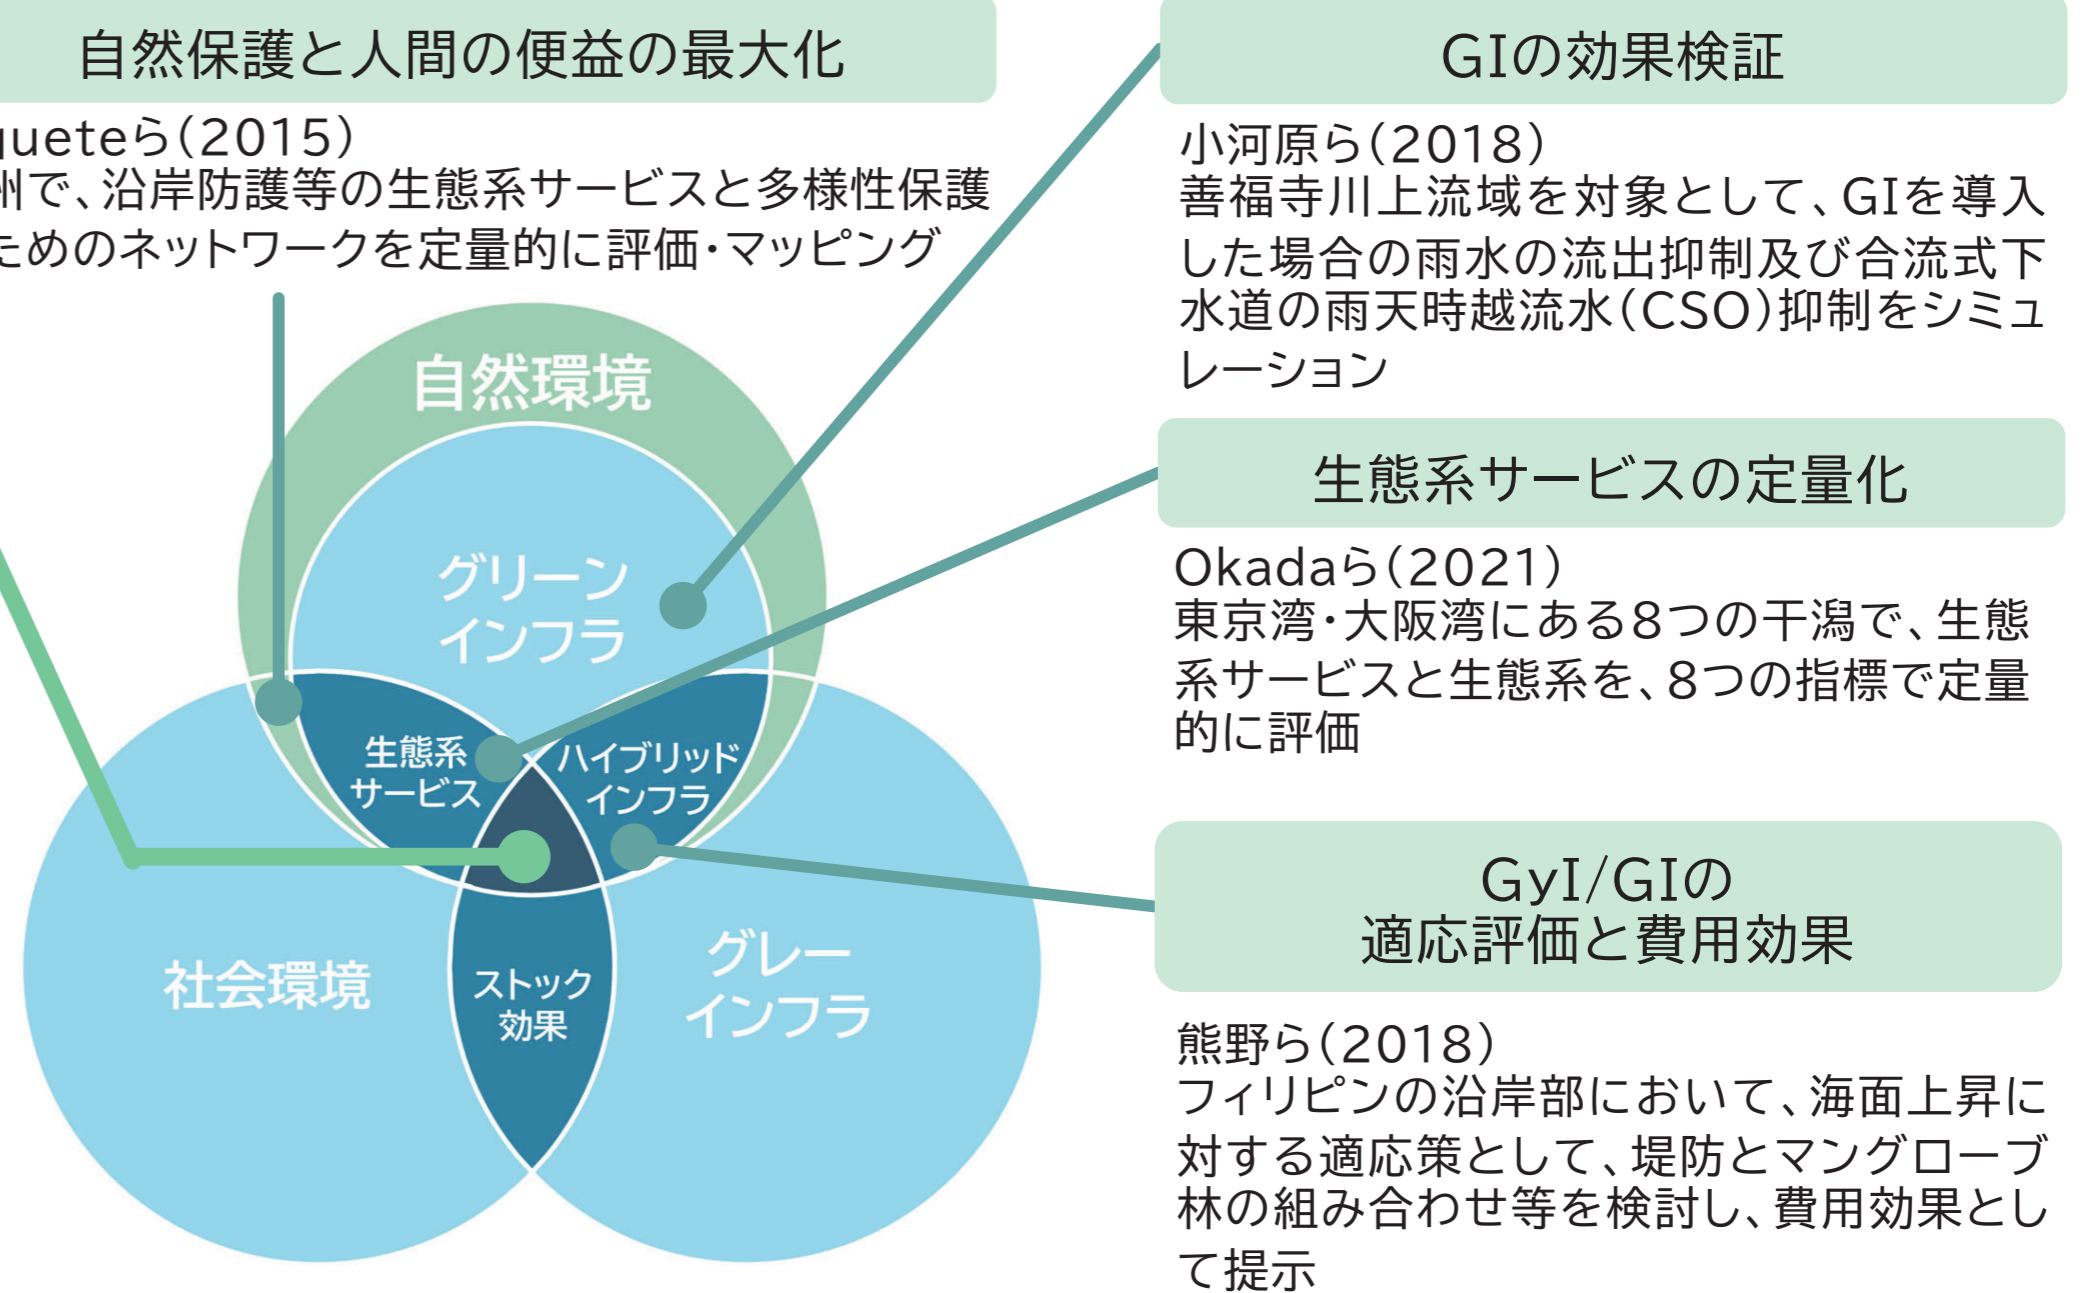 自然保護と人間の便益の最大化
queteら(2015)
州で、沿岸防護等の生態系サービスと多様性保護
ためのネットワークを定量的に評価・マッピング
GIの効果検証
小河原ら(2018)
善福寺川上流域を対象として、GIを導入
した場合の雨水の流出抑制及び合流式下
水道の雨天時越流水(CSO)抑制をシミュ
レーション
生態系サービスの定量化
Okadaら(2021)
東京湾・大阪湾にある8つの干潟で、生態
系サービスと生態系を、8つの指標で定量
的に評価
GyI/GIの
適応評価と費用効果
熊野ら(2018)
フィリピンの沿岸部において、海面上昇に
対する適応策として、堤防とマングローブ
林の組み合わせ等を検討し、費用効果とし
て提示
自然環境
グリーン
インフラ
生態系
サービス
ハイブリッド
インフラ
社会環境
ストック
効果
グレー
インフラ